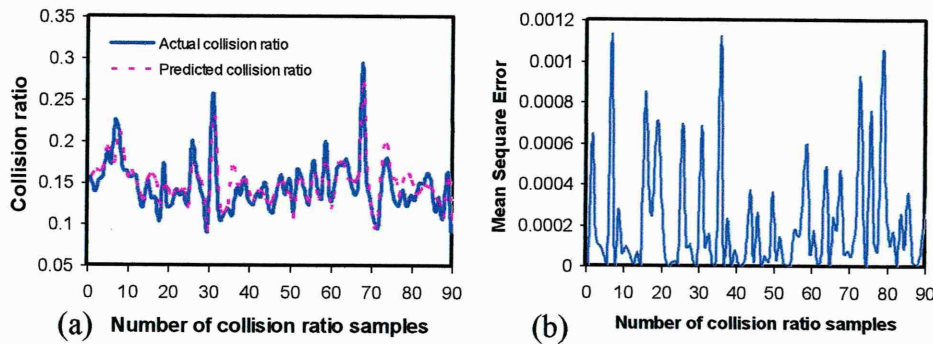 0.35
0.3
0.25
0.2
0.15
0.1
0.05
Collision ratio
Actual collision ratio
Predicted collision ratio
0 10 20 30 40 50 60 70 80 90
(a) Number of collision ratio samples
0.0012
0.001
0.0008
0.0006
0.0004
0.0002
0
Mean Sequare Error
0 10 20 30 40 50 60 70 80 90
(b) Number of collision ratio samples